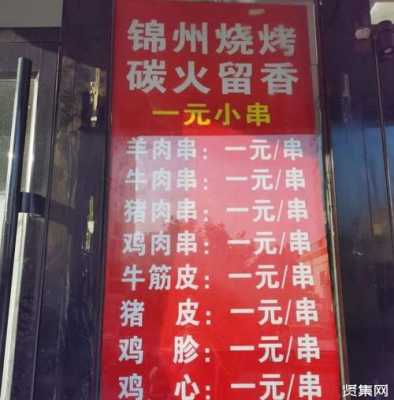 锦州烧烤
碳火留香
一元小串
羊肉串：一元/串
牛肉串：一元/串
猪肉串：一元/串
鸡肉串：一元/串
牛筋皮：一元/串
猪　皮：一元/串
鸡　胗：一元/串
鸡　心：一元/串
贤集网